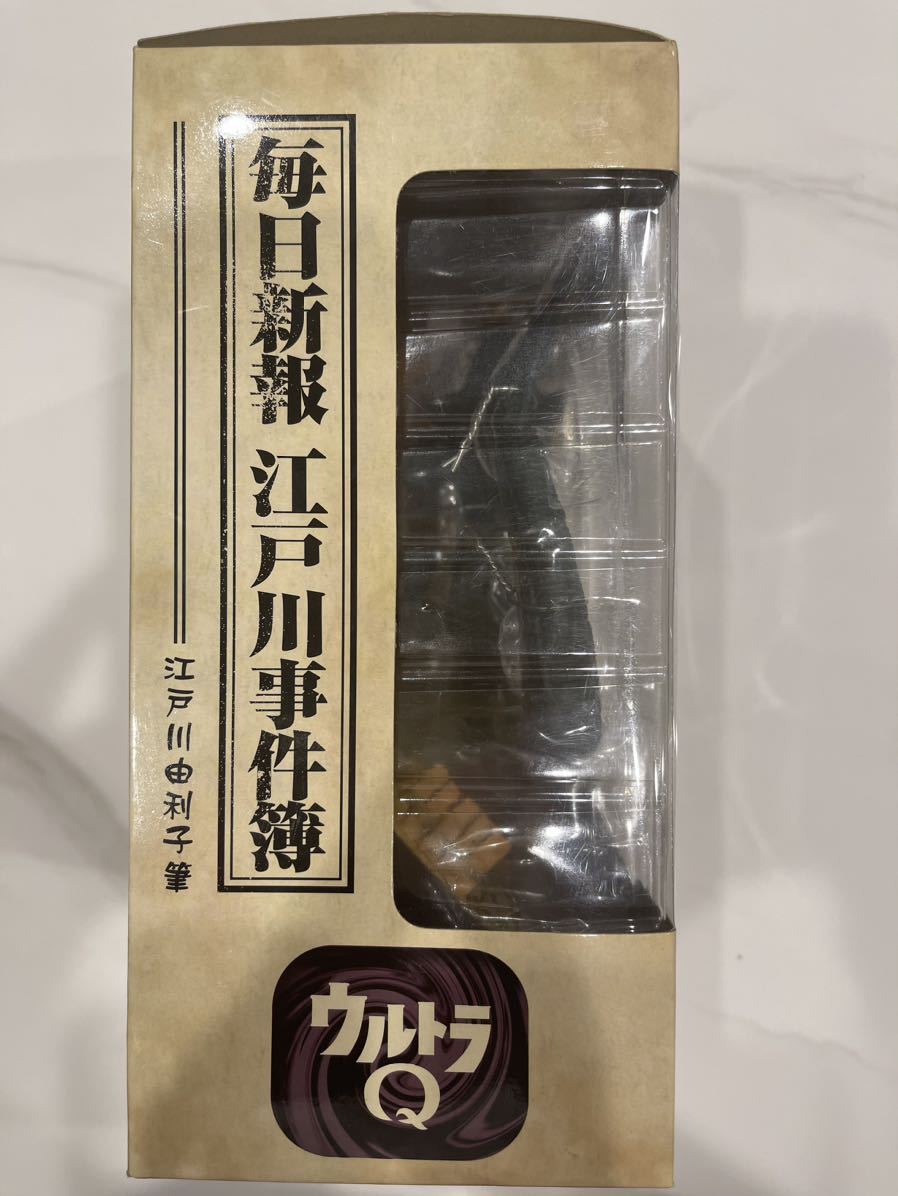 毎日新報 江戸川事件簿
江戸川由利子筆
ウルトラ
Q